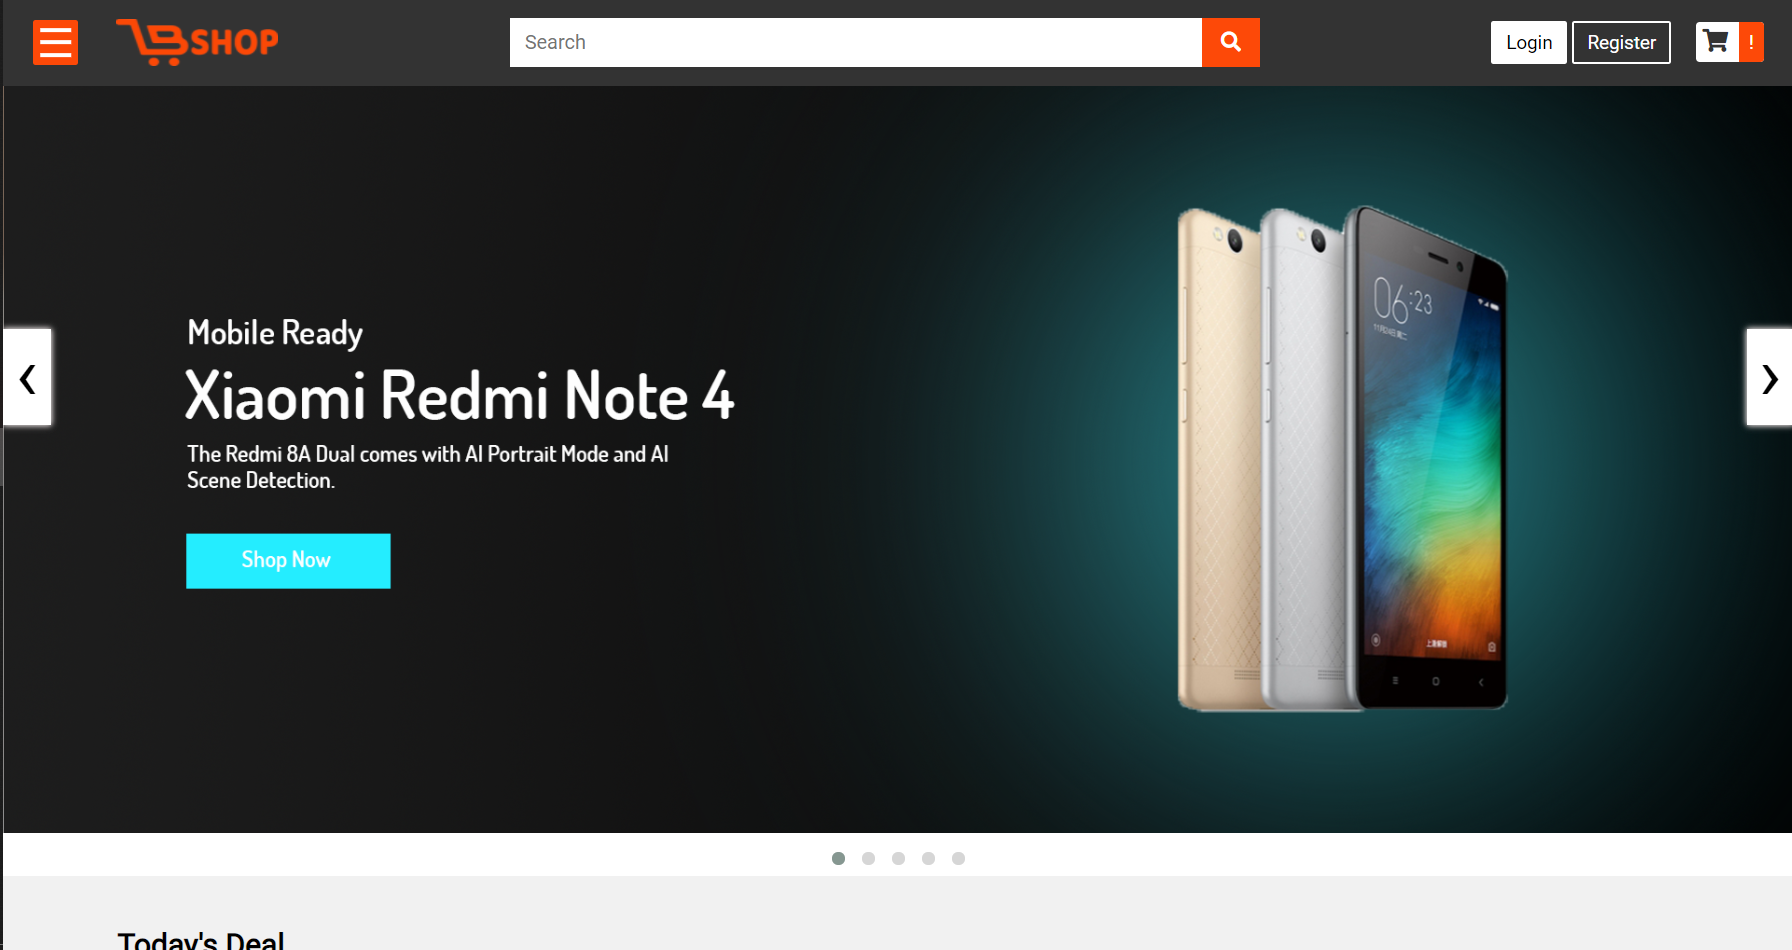 BSHOP
Search
Login
Register
!
Mobile Ready
Xiaomi Redmi Note 4
The Redmi 8A Dual comes with AI Portrait Mode and AI
Scene Detection.
Shop Now
06:23
Today's Deal